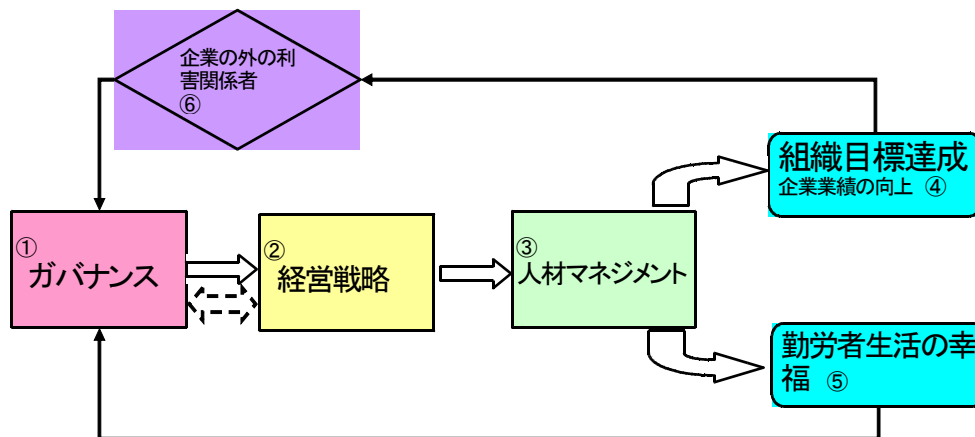 企業の外の利
害関係者
⑥
組織目標達成
企業業績の向上 ④
①
ガバナンス
②
経営戦略
③
人材マネジメント
勤労者生活の幸
福 ⑤